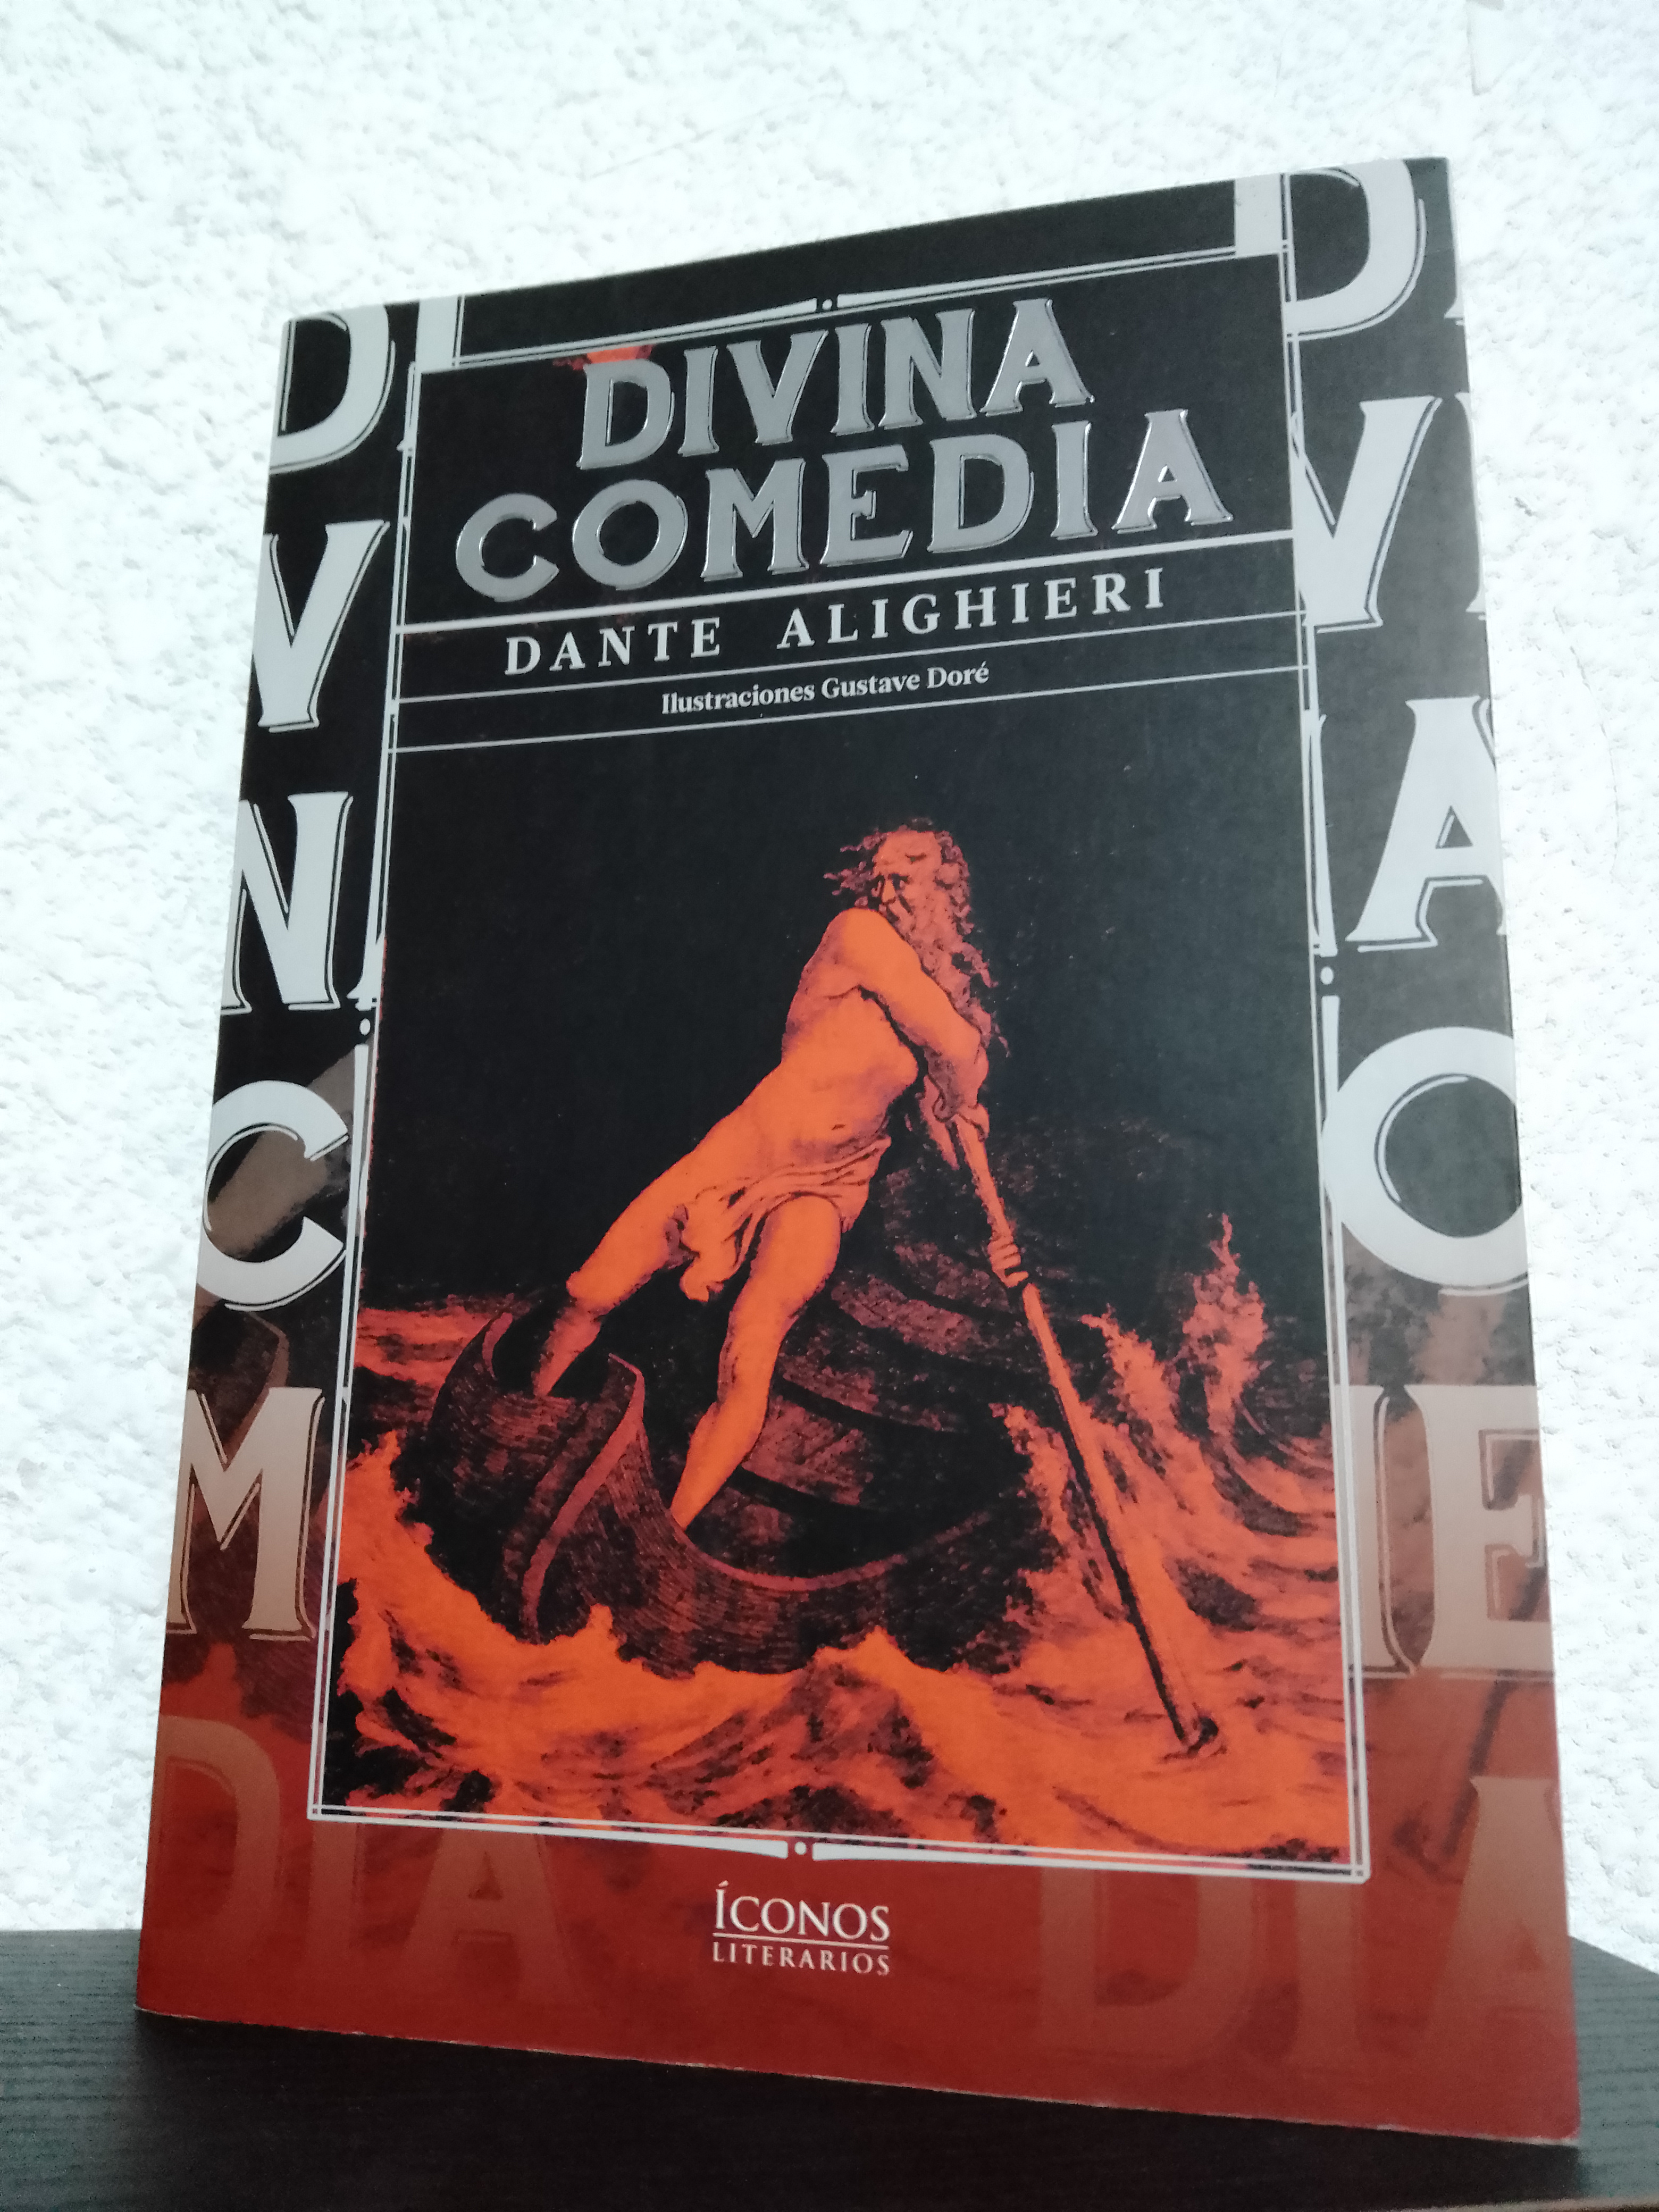 DIVINA
COMEDIA
DANTE ALIGHIERI
Ilustraciones Gustave Doré
ÍCONOS
LITERARIOS